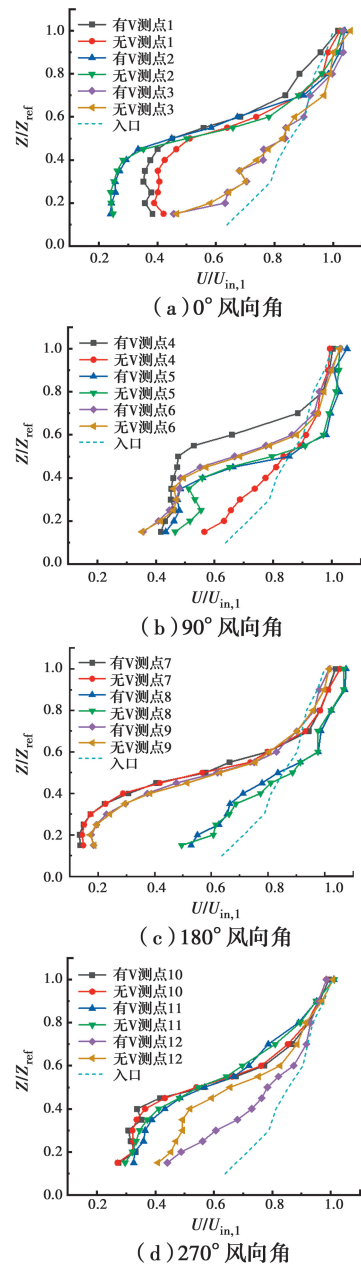 (a)
Z/Z_ref
1.0
0.8
0.6
0.4
0.2
0.0
有V测点1
无V测点1
有V测点2
无V测点2
有V测点3
无V测点3
入口
0.2 0.4 0.6 0.8 1.0
U/U_in,1
(a)0°风向角
Z/Z_ref
1.0
0.8
0.6
0.4
0.2
0.0
有V测点4
无V测点4
有V测点5
无V测点5
有V测点6
无V测点6
入口
0.2 0.4 0.6 0.8 1.0
U/U_in,1
(b)90°风向角
Z/Z_ref
1.0
0.8
0.6
0.4
0.2
0.0
有V测点7
无V测点7
有V测点8
无V测点8
有V测点9
无V测点9
入口
0.2 0.4 0.6 0.8 1.0
U/U_in,1
(c)180°风向角
Z/Z_ref
1.0
0.8
0.6
0.4
0.2
0.0
有V测点10
无V测点10
有V测点11
无V测点11
有V测点12
无V测点12
入口
0.0 0.2 0.4 0.6 0.8 1.0
U/U_in,1
(d)270°风向角